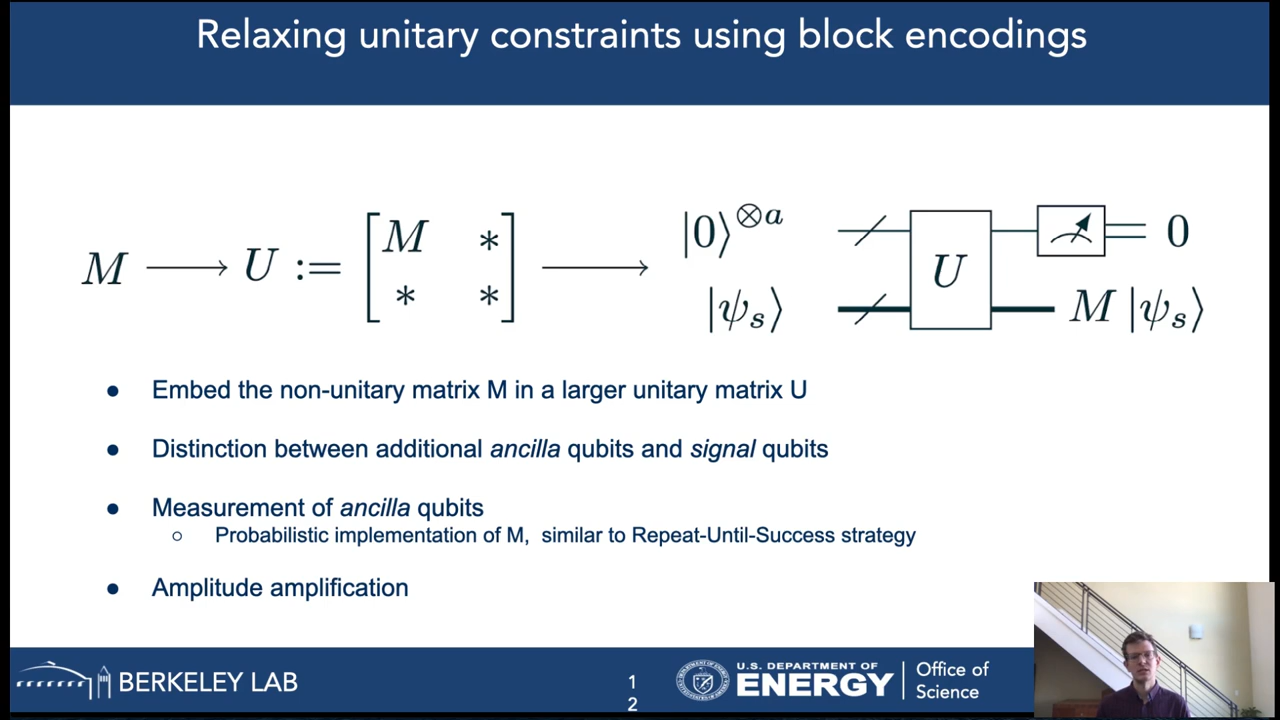 Relaxing unitary constraints using block encodings
M ⟶ U := [M * ; * *] ⟶
|0⟩^{⊗a} U 0
|ψ_s⟩ M |ψ_s⟩
● Embed the non-unitary matrix M in a larger unitary matrix U
● Distinction between additional ancilla qubits and signal qubits
● Measurement of ancilla qubits
○ Probabilistic implementation of M, similar to Repeat-Until-Success strategy
● Amplitude amplification
BERKELEY LAB
1
2
U.S. DEPARTMENT OF
ENERGY
Office of
Science